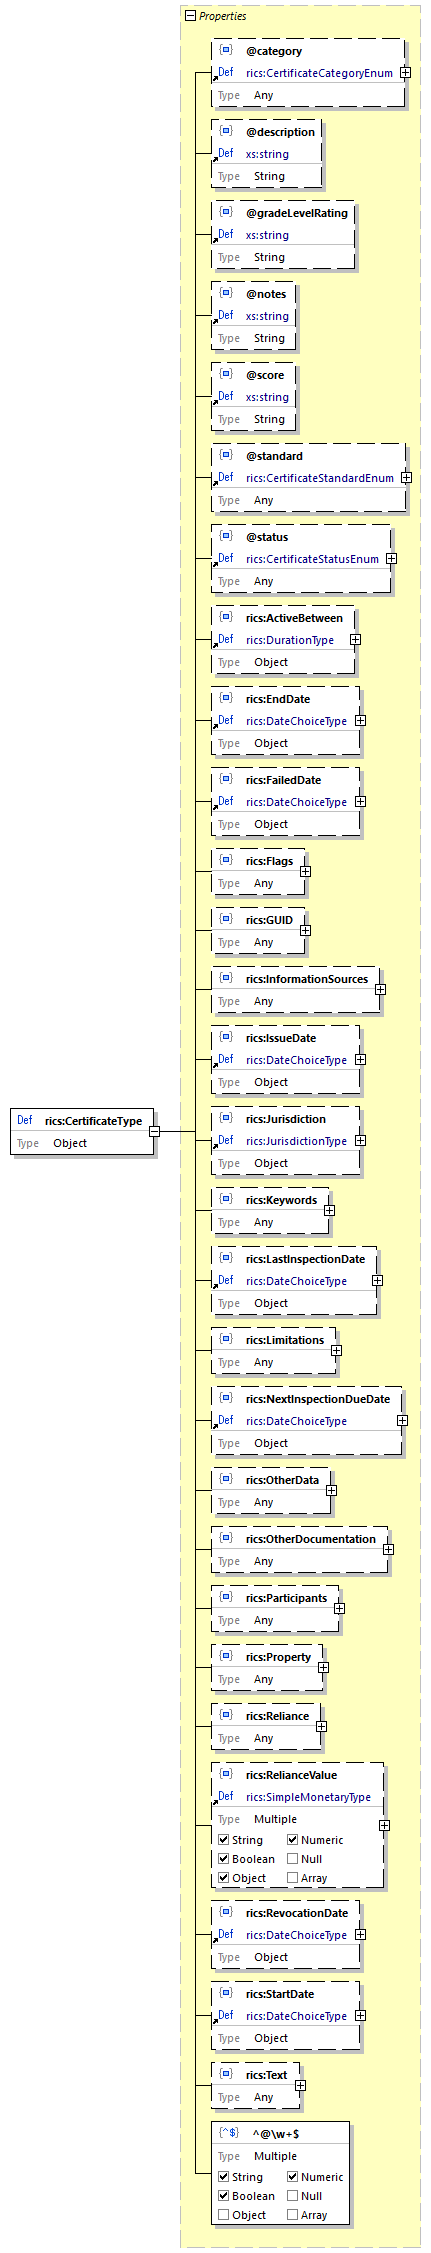 Properties
@category
Def rics:CertificateCategoryEnum
Type Any
@description
Def xs:string
Type String
@gradeLevelRating
Def xs:string
Type String
@notes
Def xs:string
Type String
@score
Def xs:string
Type String
@standard
Def rics:CertificateStandardEnum
Type Any
@status
Def rics:CertificateStatusEnum
Type Any
rics:ActiveBetween
Def rics:DurationType
Type Object
rics:EndDate
Def rics:DateChoiceType
Type Object
rics:FailedDate
Def rics:DateChoiceType
Type Object
rics:Flags
Type Any
rics:GUID
Type Any
rics:InformationSources
Type Any
rics:IssueDate
Def rics:DateChoiceType
Type Object
Def rics:CertificateType
Type Object
rics:Jurisdiction
Def rics:JurisdictionType
Type Object
rics:Keywords
Type Any
rics:LastInspectionDate
Def rics:DateChoiceType
Type Object
rics:Limitations
Type Any
rics:NextInspectionDueDate
Def rics:DateChoiceType
Type Object
rics:OtherData
Type Any
rics:OtherDocumentation
Type Any
rics:Participants
Type Any
rics:Property
Type Any
rics:Reliance
Type Any
rics:RelianceValue
Def rics:SimpleMonetaryType
Type Multiple
String Numeric
Boolean Null
Object Array
rics:RevocationDate
Def rics:DateChoiceType
Type Object
rics:StartDate
Def rics:DateChoiceType
Type Object
rics:Text
Type Any
{^$} ^@\w+$
Type Multiple
String Numeric
Boolean Null
Object Array